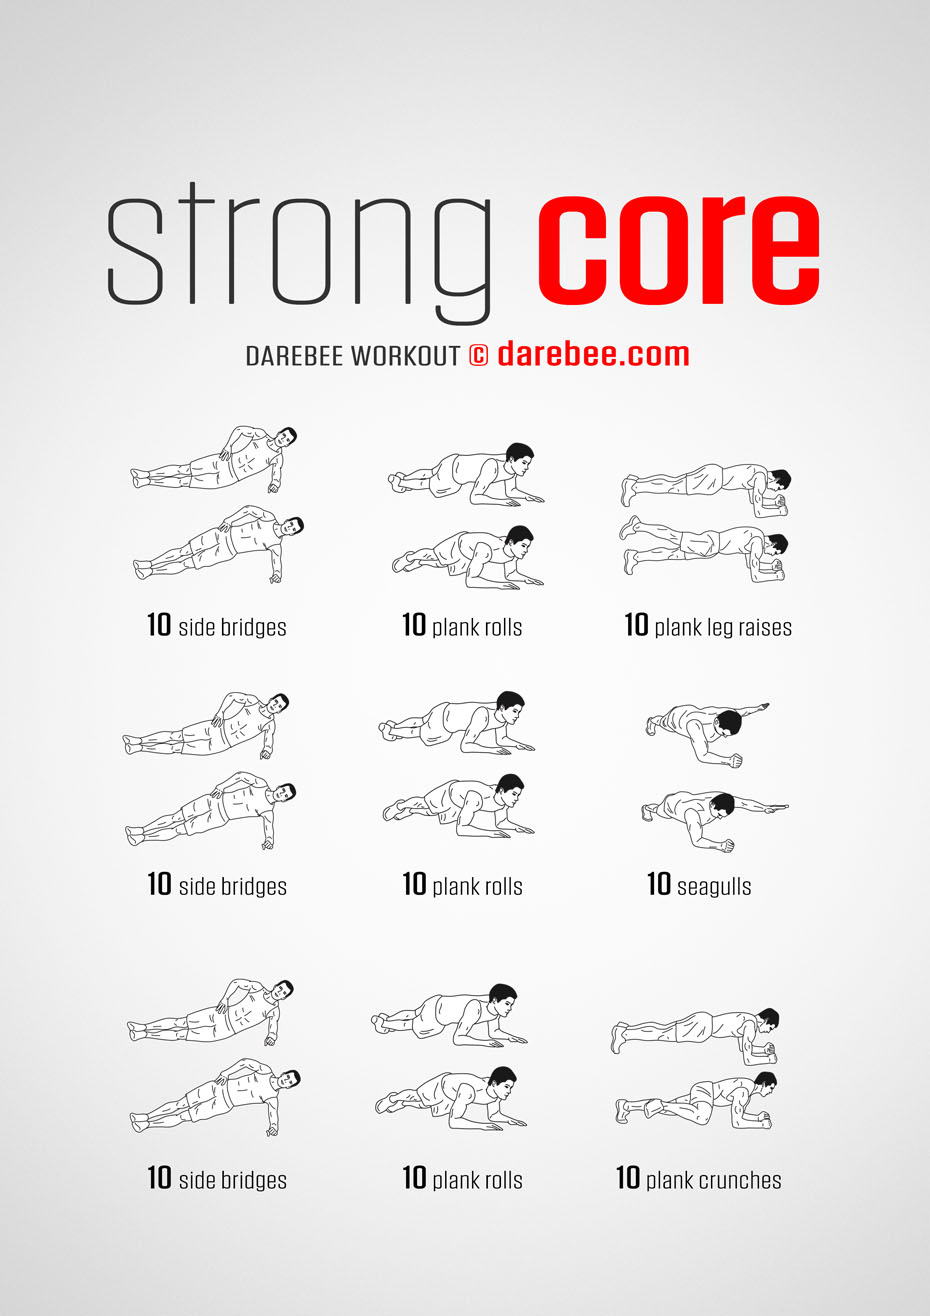 strong core
DAREBEE WORKOUT © darebee.com
10 side bridges
10 plank rolls
10 plank leg raises
10 side bridges
10 plank rolls
10 seagulls
10 side bridges
10 plank rolls
10 plank crunches